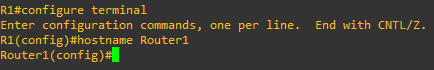 R1#configure terminal
Enter configuration commands, one per line.  End with CNTL/Z.
R1(config)#hostname Router1
Router1(config)#